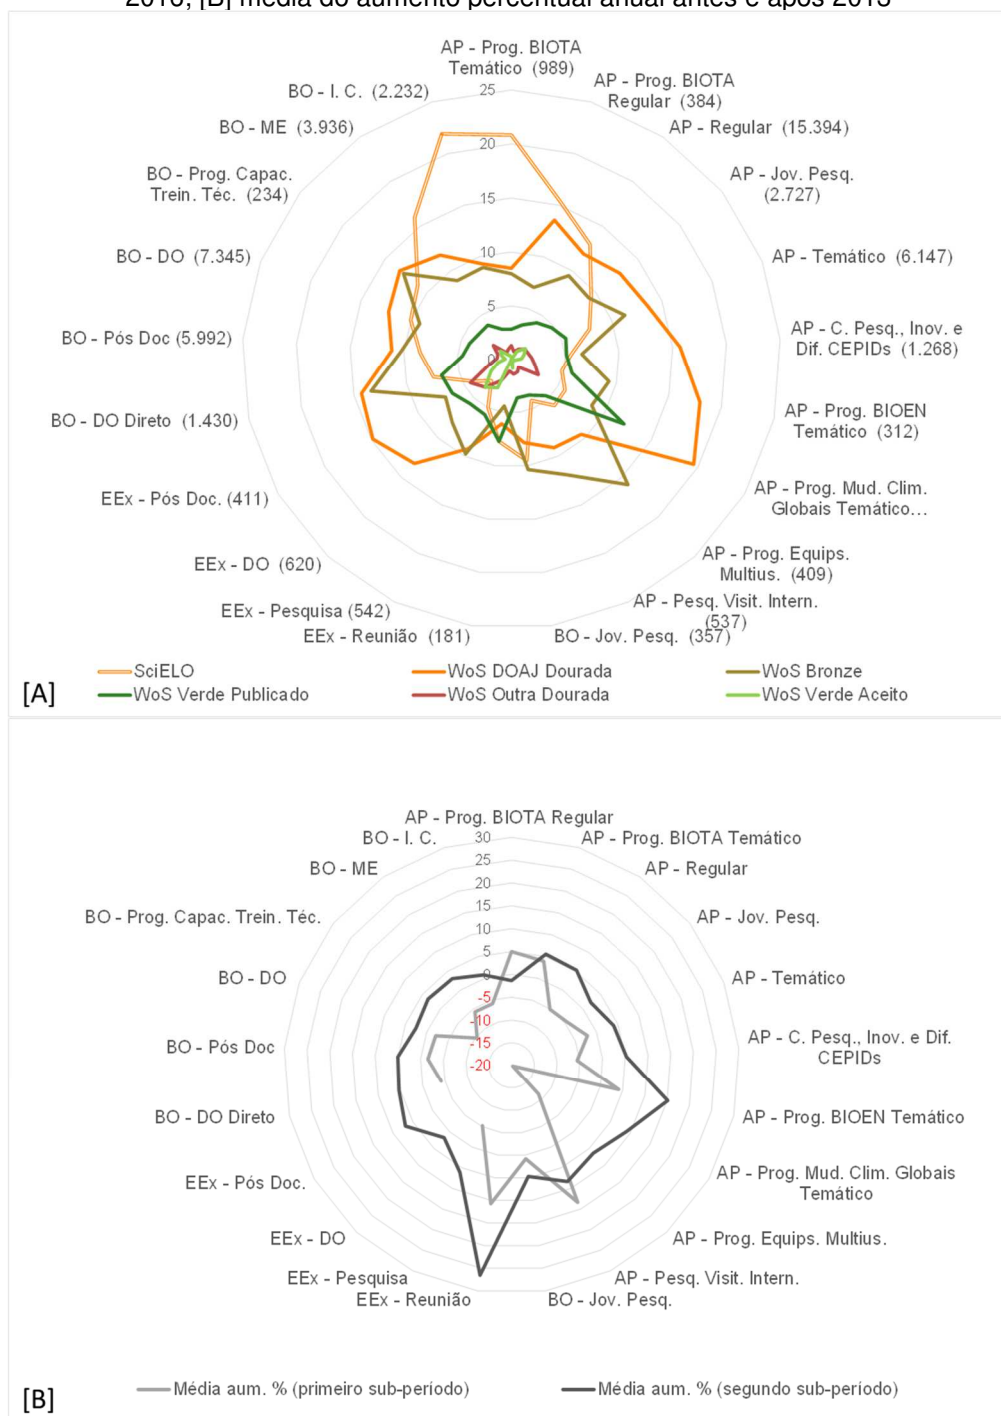 2016; [B] média do aumento percentual anual antes e após 2013
AP - Prog. BIOTA
Temático (989)
AP - Prog. BIOTA
Regular (384)
AP - Regular (15.394)
AP - Jov. Pesq.
(2.727)
AP - Temático (6.147)
AP - C. Pesq., Inov. e
Dif. CEPIDs (1.268)
AP - Prog. BIOEN
Temático (312)
AP - Prog. Mud. Clim.
Globais Temático...
AP - Prog. Equips.
Multius. (409)
AP - Pesq. Visit. Intern.
(537)
BO - Jov. Pesq. (357)
EEx - Reunião (181)
EEx - Pesquisa (542)
EEx - DO (620)
EEx - Pós Doc. (411)
BO - DO Direto (1.430)
BO - Pós Doc (5.992)
BO - DO (7.345)
BO - Prog. Capac.
Trein. Téc. (234)
BO - ME (3.936)
BO - I. C. (2.232)
25
20
15
10
5
0
SciELO
WoS DOAJ Dourada
WoS Bronze
WoS Verde Publicado
WoS Outra Dourada
WoS Verde Aceito
[A]
AP - Prog. BIOTA Regular
AP - Prog. BIOTA Temático
AP - Regular
AP - Jov. Pesq.
AP - Temático
AP - C. Pesq., Inov. e Dif.
CEPIDs
AP - Prog. BIOEN Temático
AP - Prog. Mud. Clim. Globais
Temático
AP - Prog. Equips. Multius.
AP - Pesq. Visit. Intern.
BO - Jov. Pesq.
EEx - Reunião
EEx - Pesquisa
EEx - DO
EEx - Pós Doc.
BO - DO Direto
BO - Pós Doc
BO - DO
BO - Prog. Capac. Trein. Téc.
BO - ME
BO - I. C.
30
25
20
15
10
5
0
-5
-10
-15
-20
Média aum. % (primeiro sub-período)
Média aum. % (segundo sub-período)
[B]